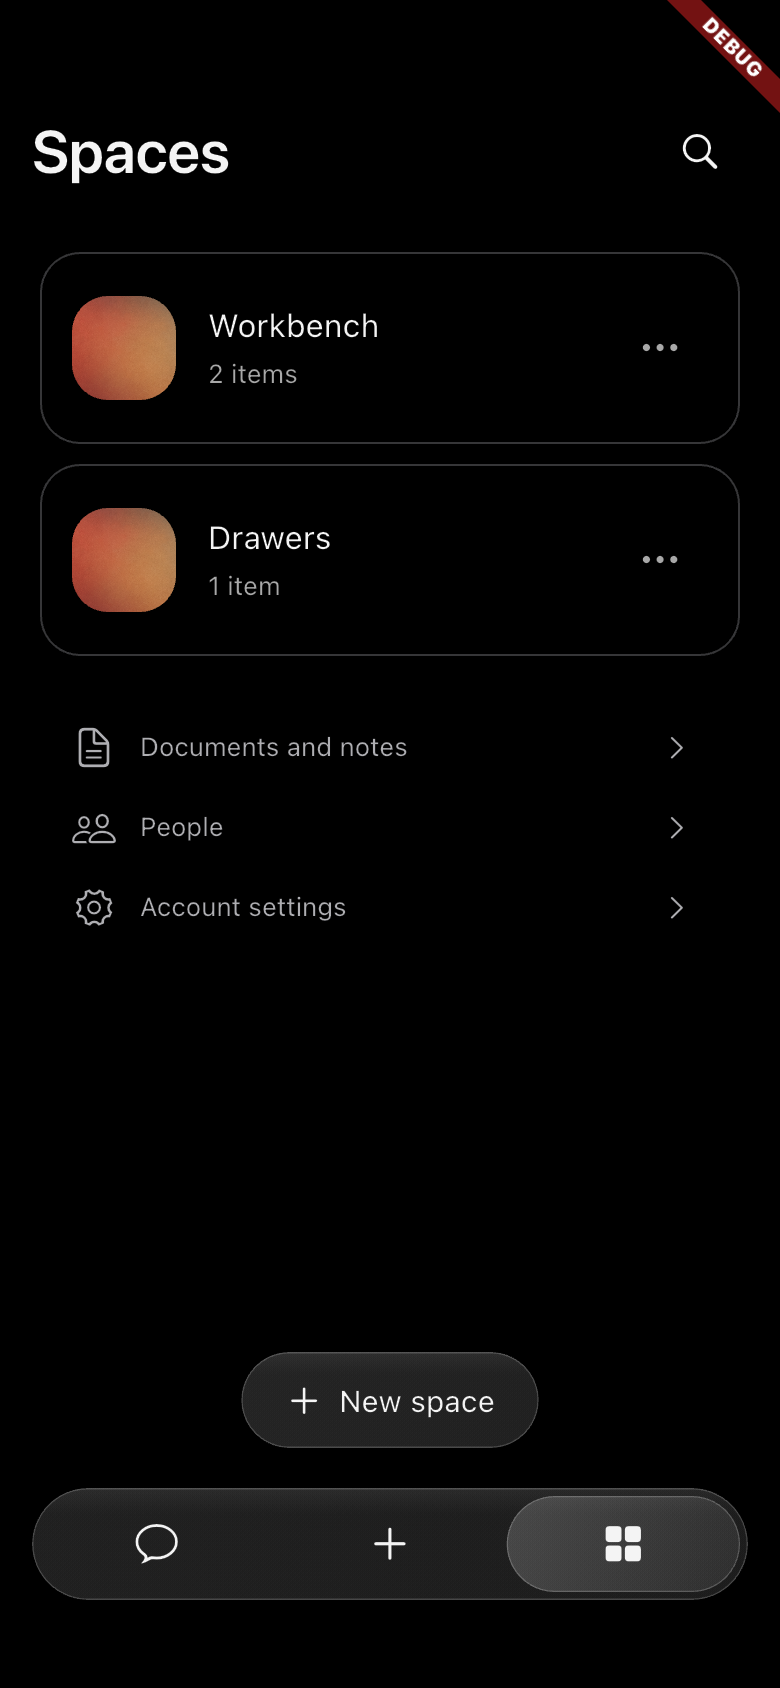 DEBUG
Spaces
Workbench
2 items
Drawers
1 item
Documents and notes
People
Account settings
New space